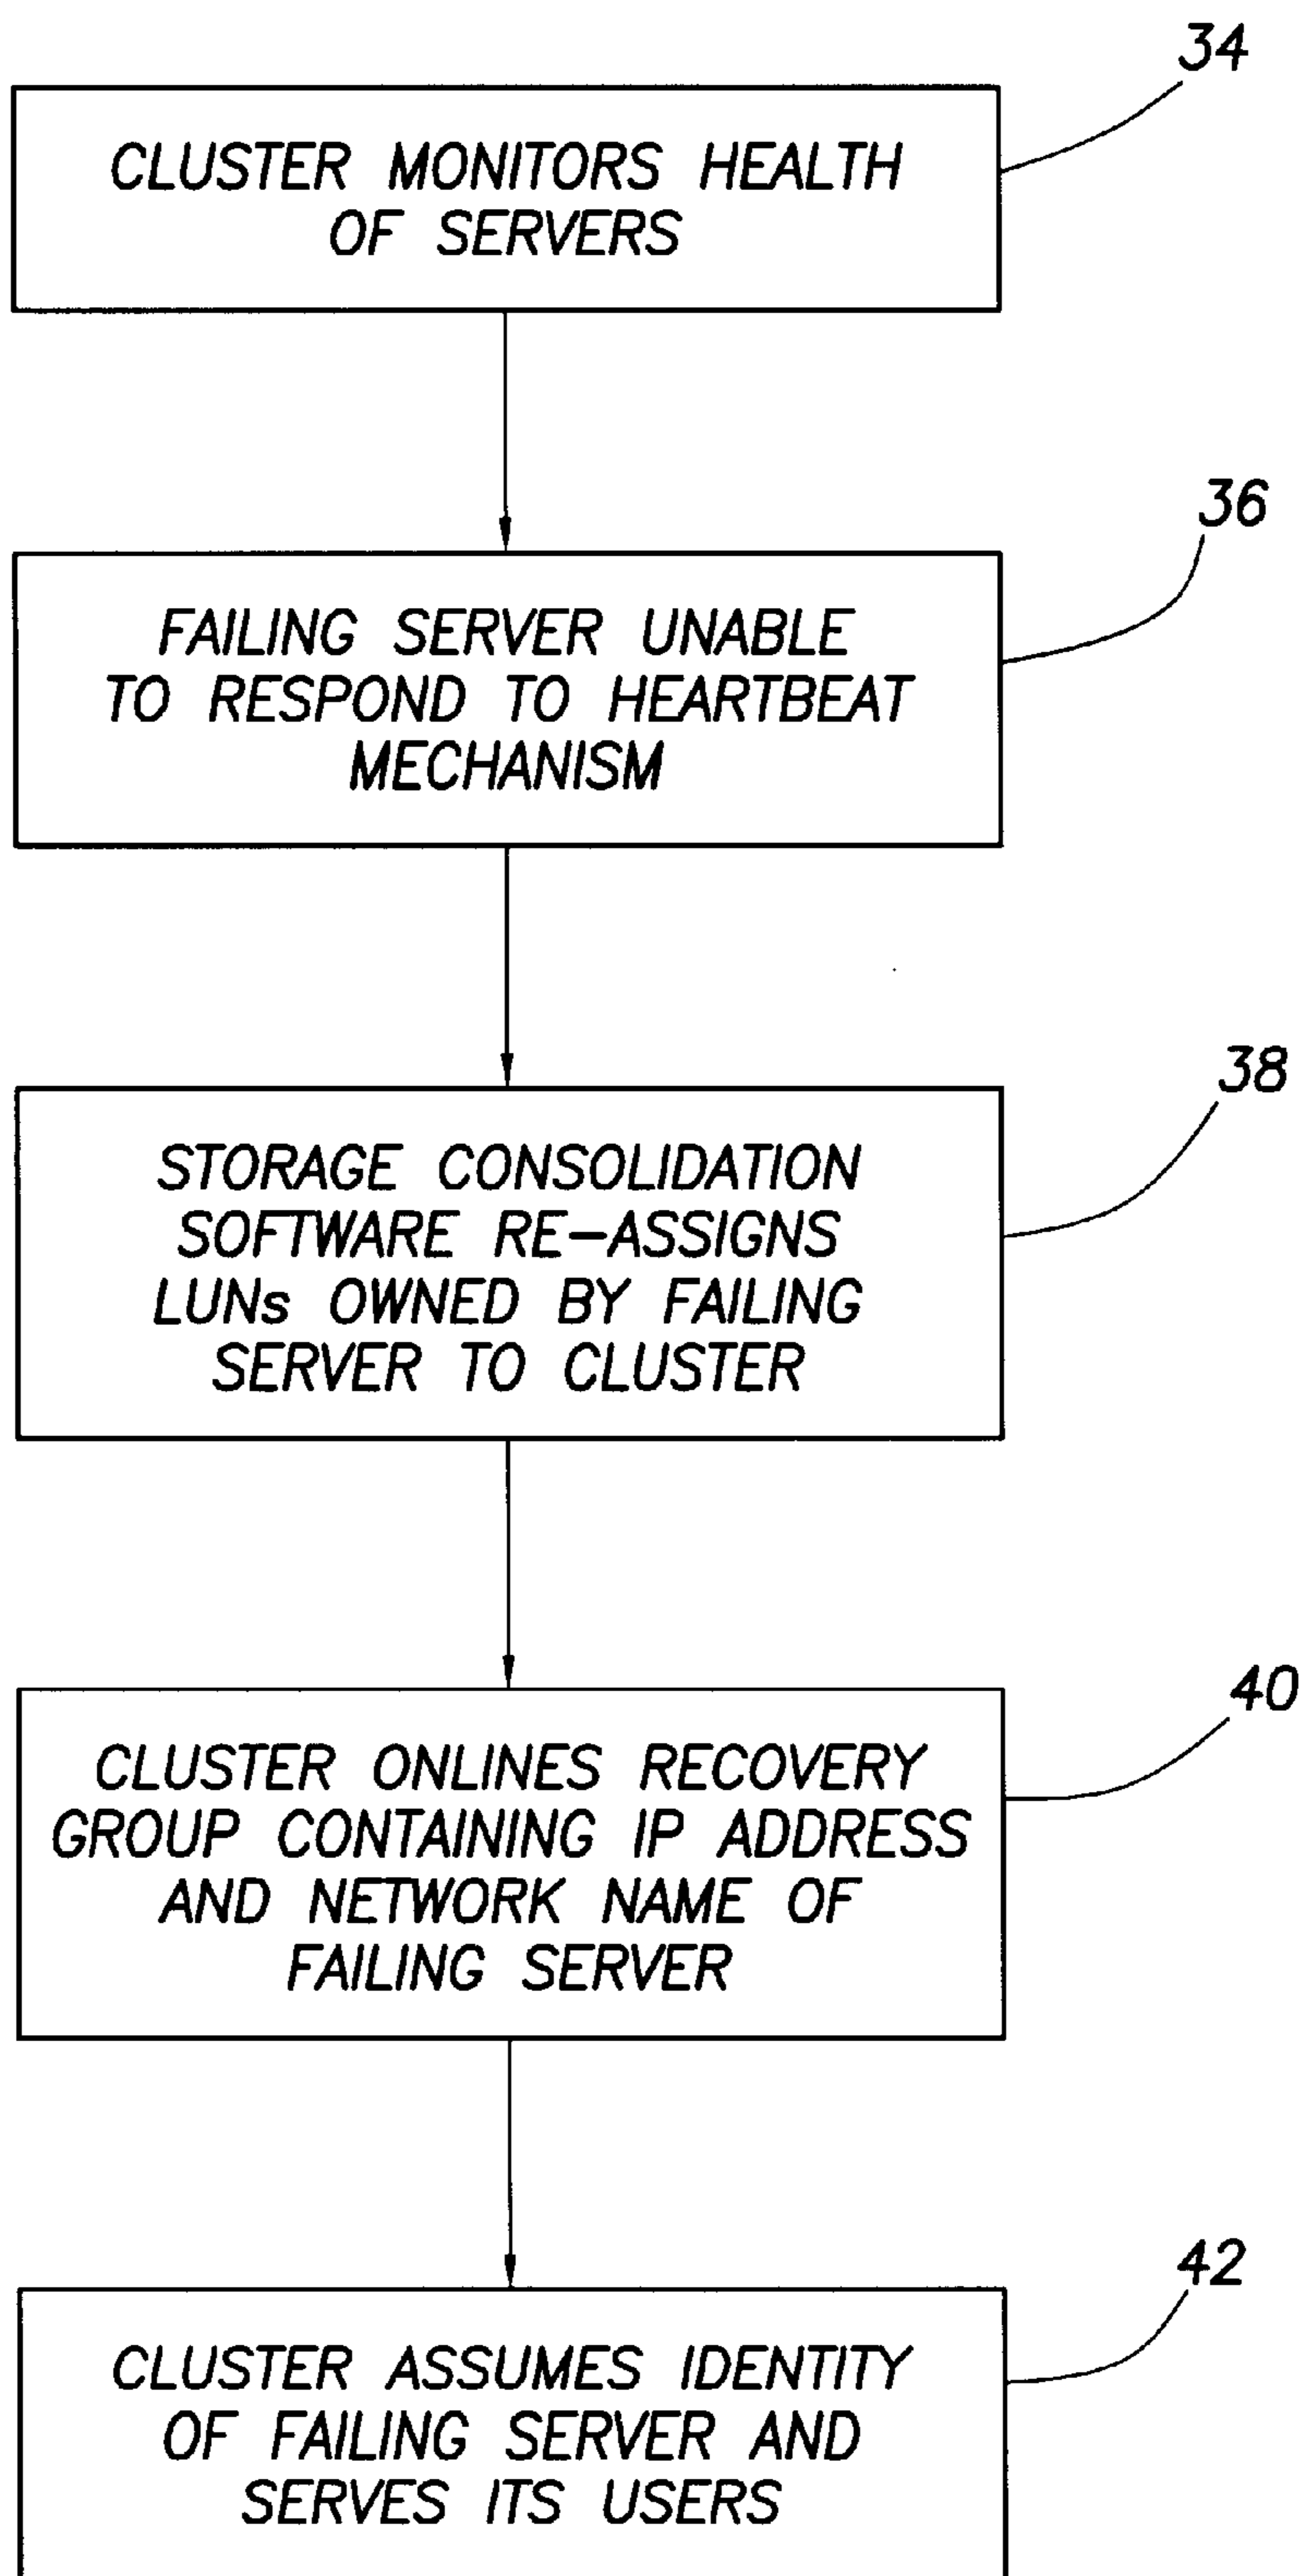 34
CLUSTER MONITORS HEALTH
OF SERVERS
36
FAILING SERVER UNABLE
TO RESPOND TO HEARTBEAT
MECHANISM
38
STORAGE CONSOLIDATION
SOFTWARE RE-ASSIGNS
LUNs OWNED BY FAILING
SERVER TO CLUSTER
40
CLUSTER ONLINES RECOVERY
GROUP CONTAINING IP ADDRESS
AND NETWORK NAME OF
FAILING SERVER
42
CLUSTER ASSUMES IDENTITY
OF FAILING SERVER AND
SERVES ITS USERS